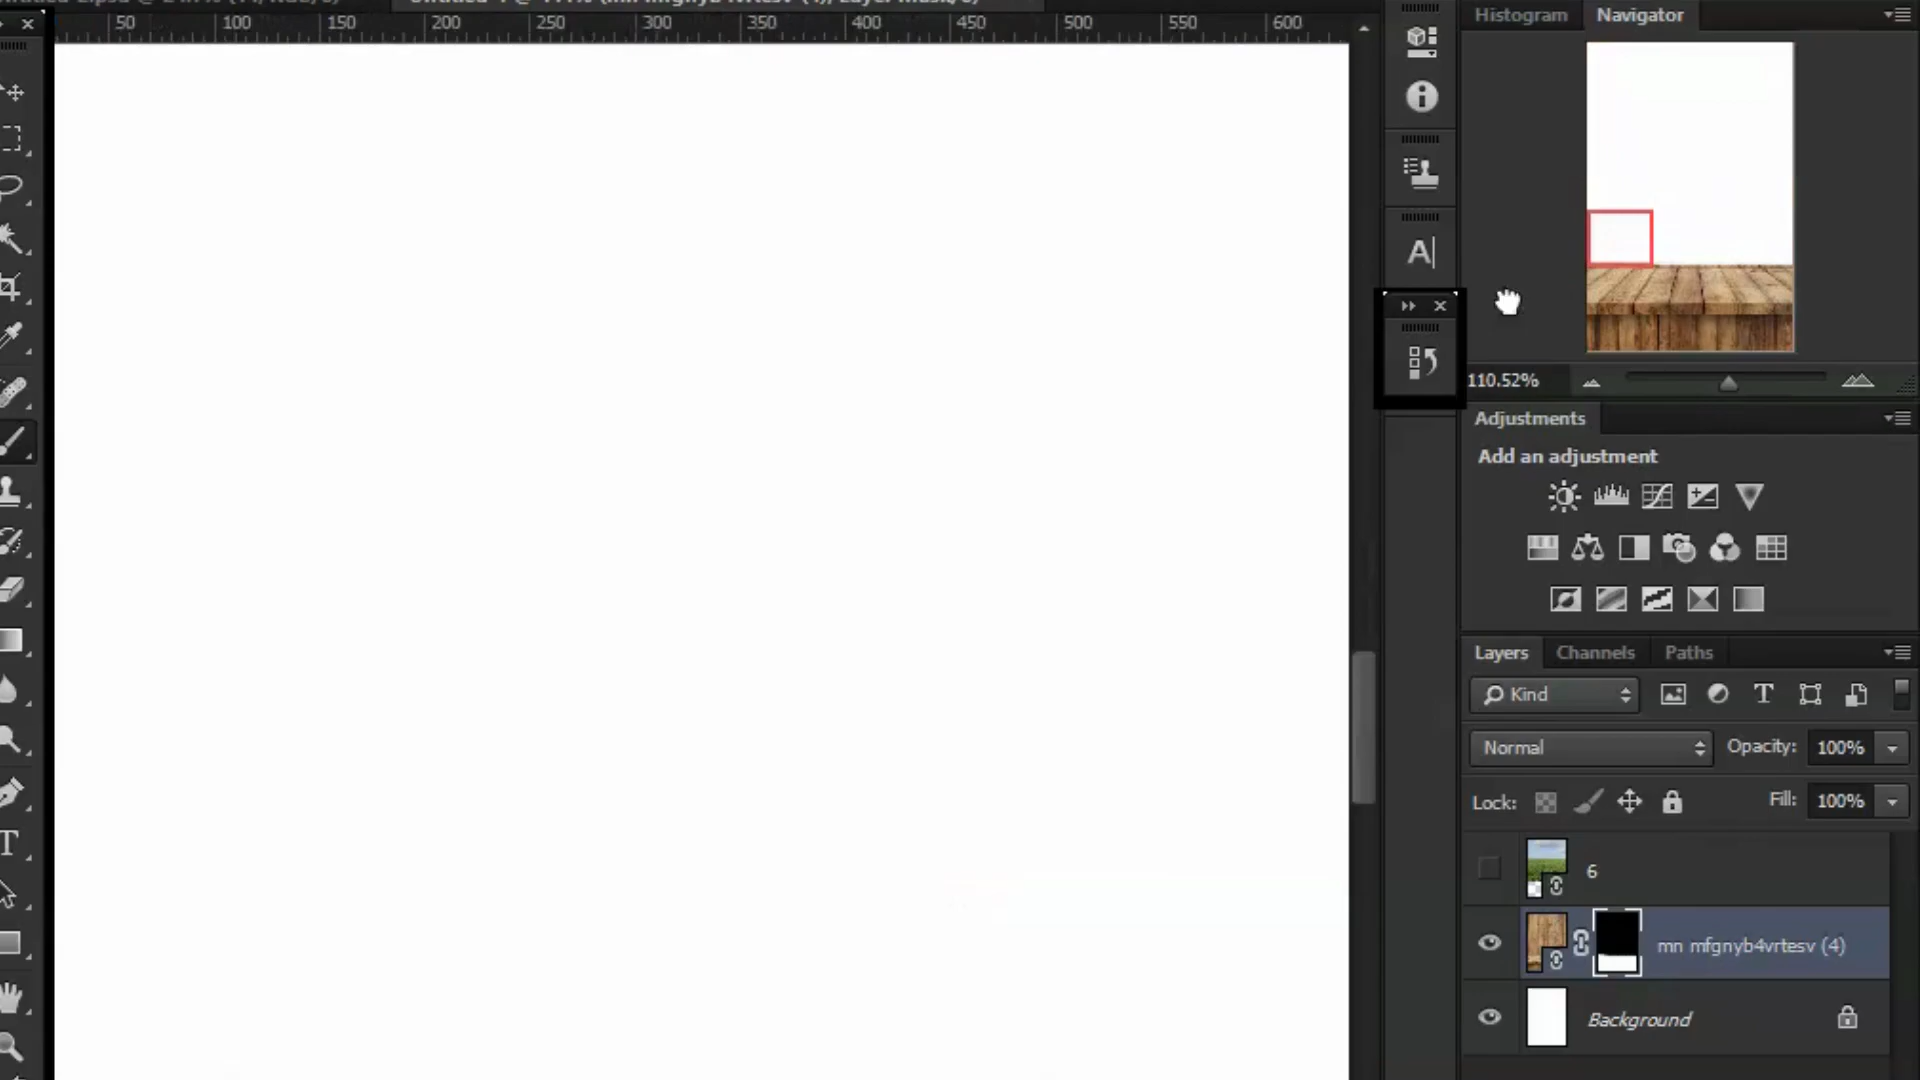 50 100 150 200 250 300 350 400 450 500 550 600
Histogram Navigator
A
110.52%
Adjustments
Add an adjustment
Layers Channels Paths
Kind T
Normal Opacity: 100%
Lock: Fill: 100%
6
mn mfgnyb4vrtesv (4)
Background
T